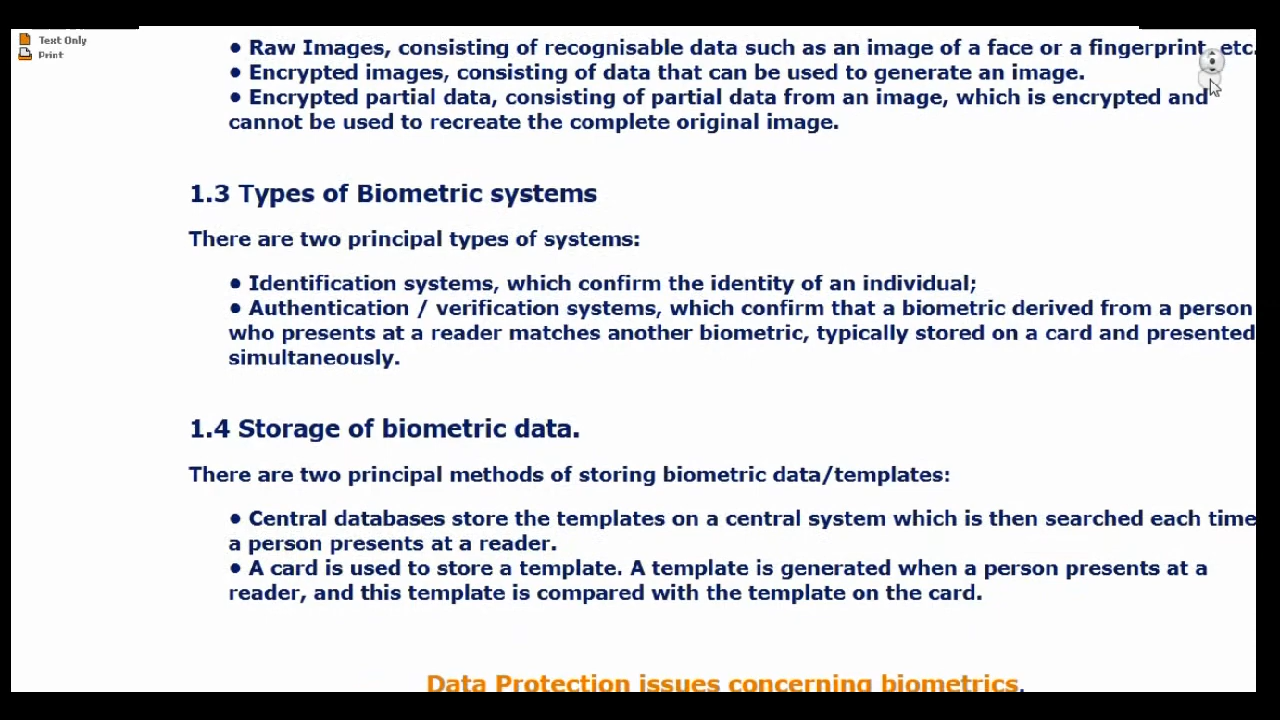 Text Only
Print
• Raw Images, consisting of recognisable data such as an image of a face or a fingerprint, etc.
• Encrypted images, consisting of data that can be used to generate an image.
• Encrypted partial data, consisting of partial data from an image, which is encrypted and
cannot be used to recreate the complete original image.
1.3 Types of Biometric systems
There are two principal types of systems:
• Identification systems, which confirm the identity of an individual;
• Authentication / verification systems, which confirm that a biometric derived from a person
who presents at a reader matches another biometric, typically stored on a card and presented
simultaneously.
1.4 Storage of biometric data.
There are two principal methods of storing biometric data/templates:
• Central databases store the templates on a central system which is then searched each time
a person presents at a reader.
• A card is used to store a template. A template is generated when a person presents at a
reader, and this template is compared with the template on the card.
Data Protection issues concerning biometrics.